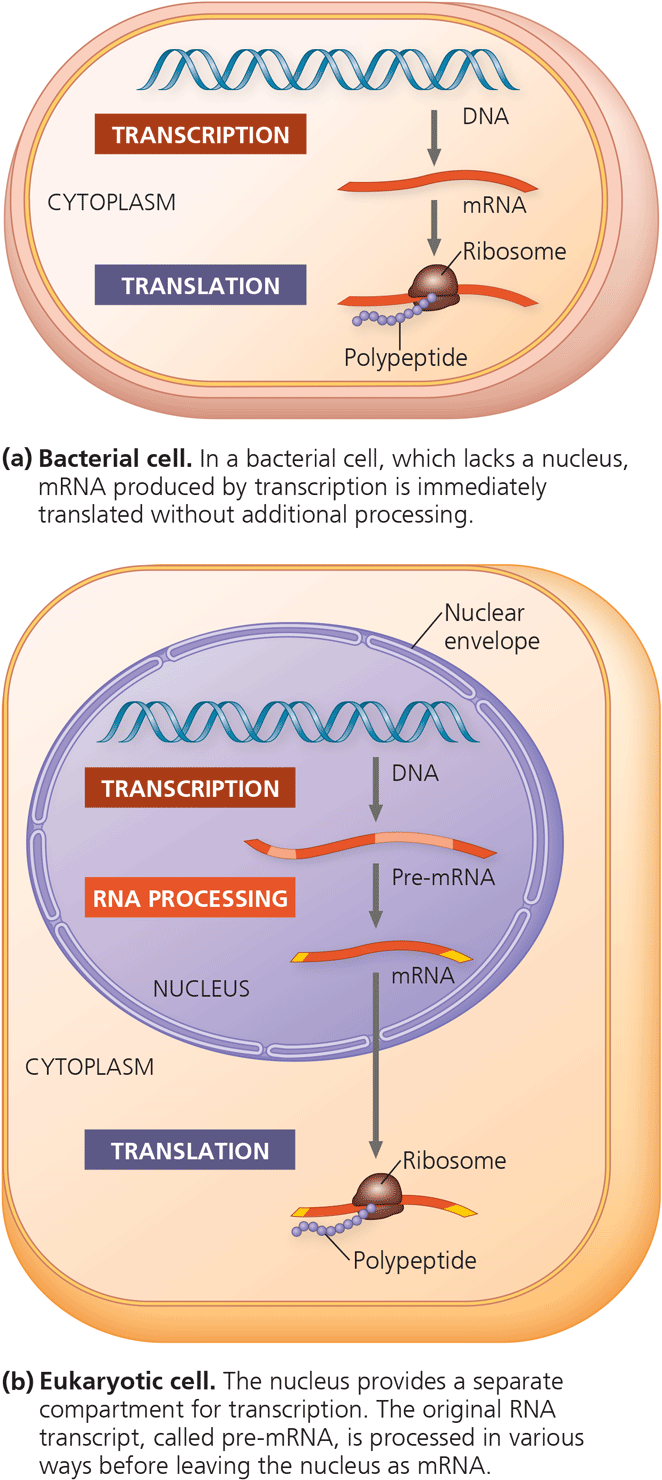 DNA
TRANSCRIPTION
CYTOPLASM
mRNA
Ribosome
TRANSLATION
Polypeptide
(a) Bacterial cell. In a bacterial cell, which lacks a nucleus,
mRNA produced by transcription is immediately
translated without additional processing.
Nuclear
envelope
DNA
TRANSCRIPTION
Pre-mRNA
RNA PROCESSING
mRNA
NUCLEUS
CYTOPLASM
TRANSLATION
Ribosome
Polypeptide
(b) Eukaryotic cell. The nucleus provides a separate
compartment for transcription. The original RNA
transcript, called pre-mRNA, is processed in various
ways before leaving the nucleus as mRNA.